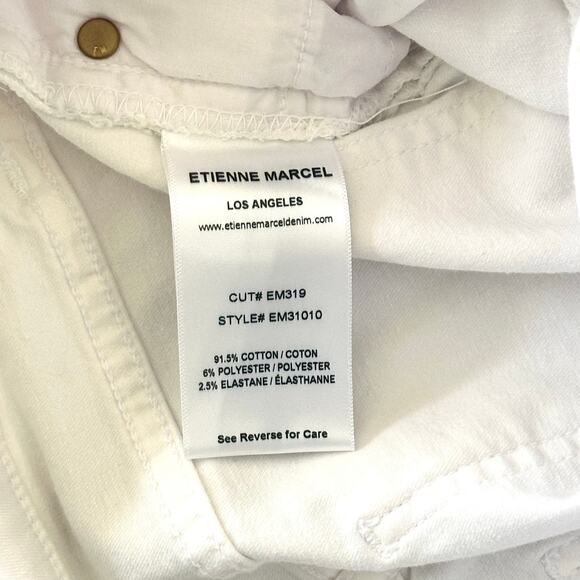 ETIENNE MARCEL
LOS ANGELES
www.etiennemarceldenim.com
CUT# EM319
STYLE# EM31010
91.5% COTTON / COTON
6% POLYESTER / POLYESTER
2.5% ELASTANE / ÉLASTHANNE
See Reverse for Care